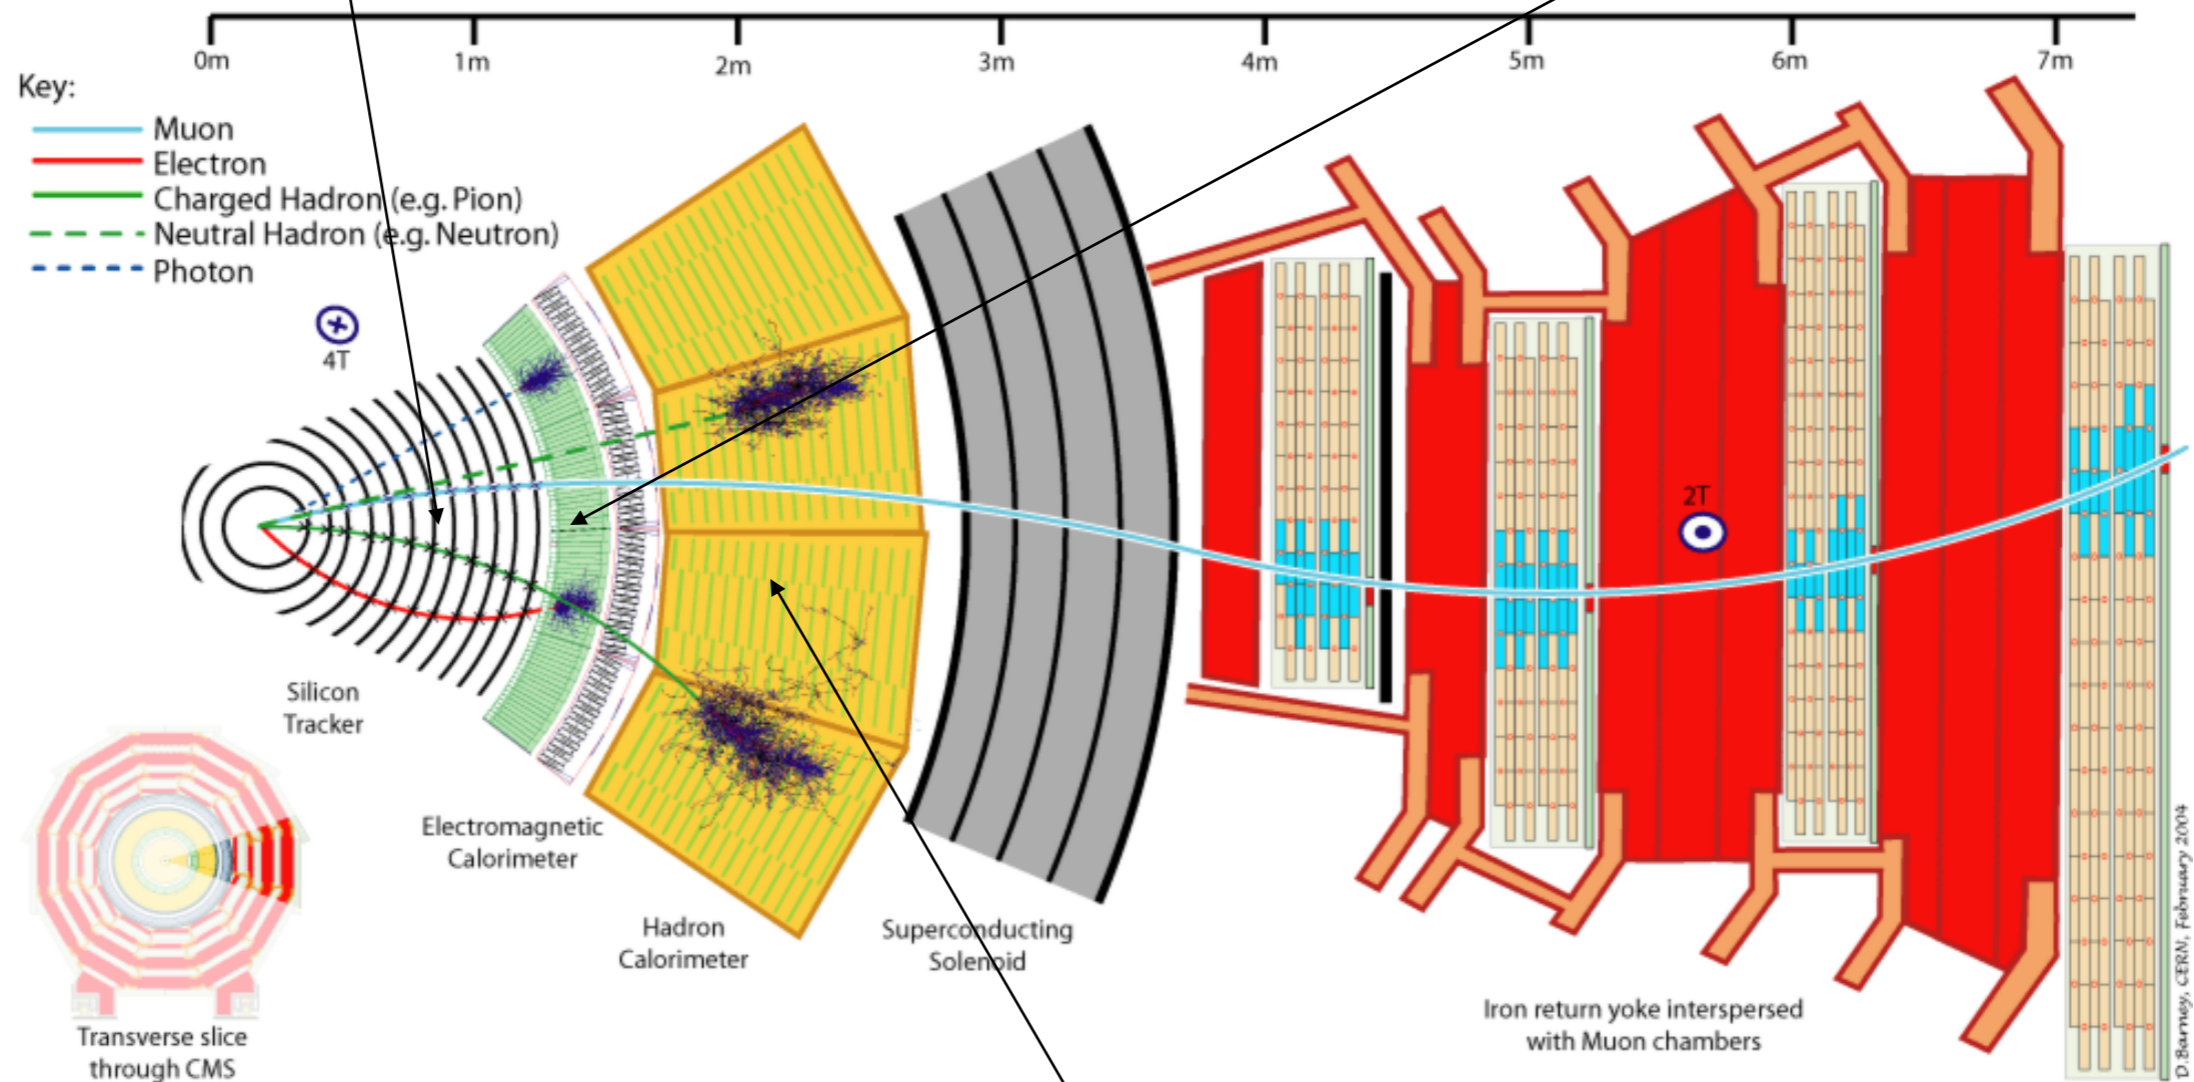 0m 1m 2m 3m 4m 5m 6m 7m
Key:
Muon
Electron
Charged Hadron (e.g. Pion)
Neutral Hadron (e.g. Neutron)
Photon
4T
2T
Silicon
Tracker
Electromagnetic
Calorimeter
Hadron
Calorimeter
Superconducting
Solenoid
Iron return yoke interspersed
with Muon chambers
Transverse slice
through CMS
D.Barney, CERN, February 2004